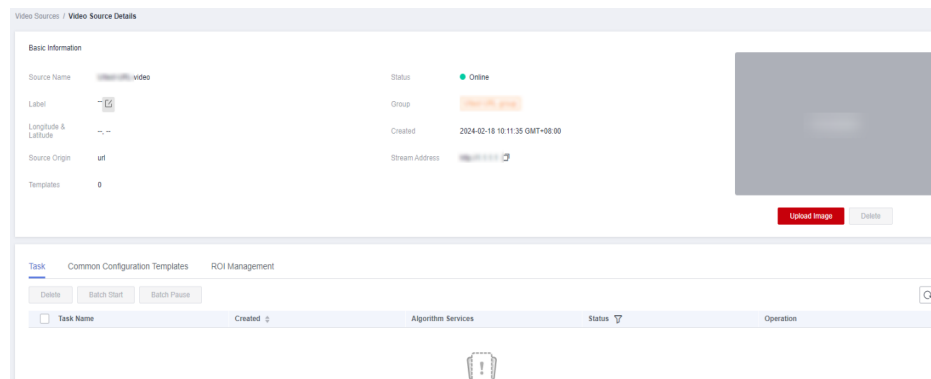 Video Sources / Video Source Details
Basic Information
Source Name video
Status Online
Label --
Group
Longitude & Latitude --, --
Created 2024-02-18 10:11:35 GMT+08:00
Source Origin url
Stream Address
Templates 0
Upload Image Delete
Task Common Configuration Templates ROI Management
Delete Batch Start Batch Pause
Task Name Created Algorithm Services Status Operation